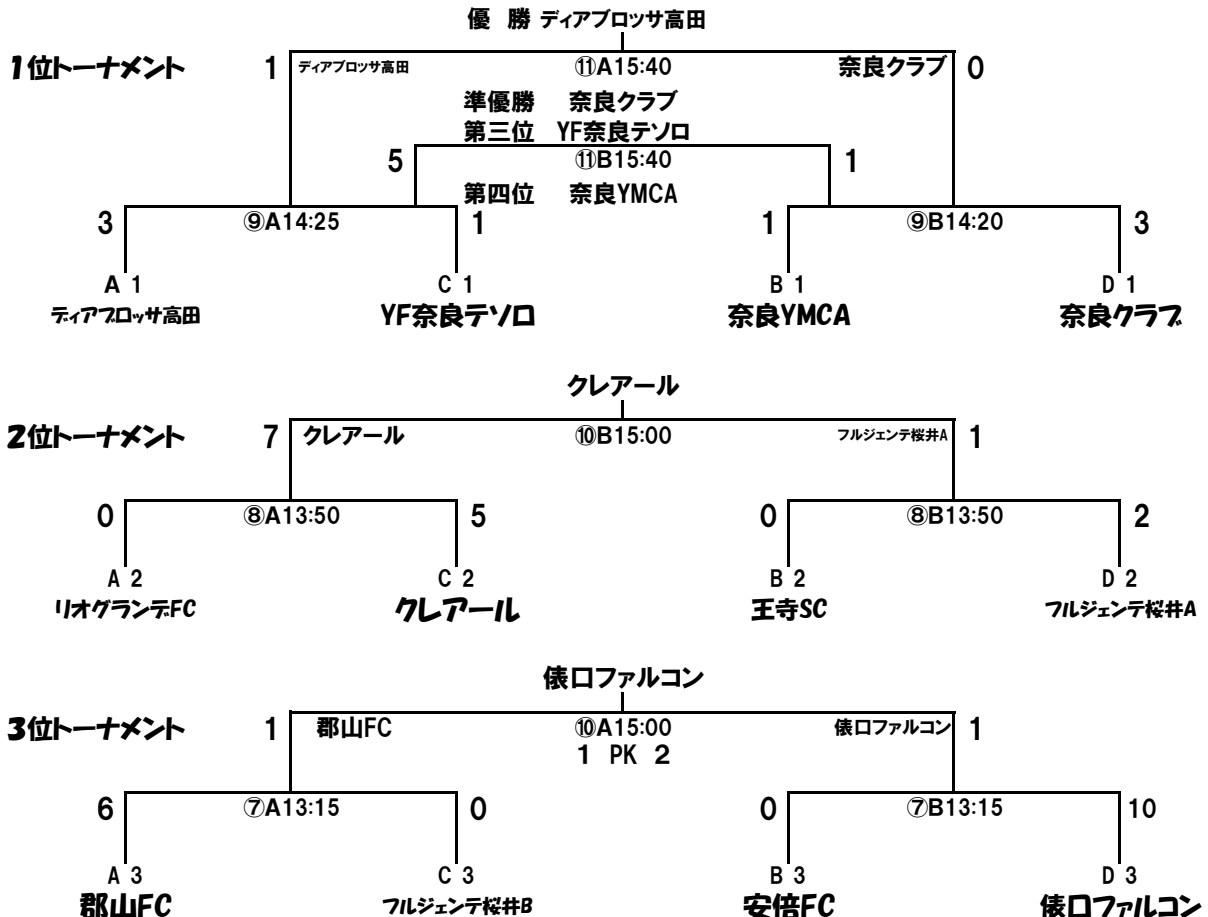 優 勝 ディアブロッサ高田
1位トーナメント 1 ディアブロッサ高田 ⑪A15:40 奈良クラブ 0
準優勝 奈良クラブ
第三位 YF奈良テソロ
5 ⑪B15:40 1
第四位 奈良YMCA
3 ⑨A14:25 1 1 ⑨B14:20 3
A 1 C 1 B 1 D 1
ディアブロッサ高田 YF奈良テソロ 奈良YMCA 奈良クラブ
クレアール
2位トーナメント 7 クレアール ⑩B15:00 フルジェンテ桜井A 1
0 ⑧A13:50 5 0 ⑧B13:50 2
A 2 C 2 B 2 D 2
リオグランデFC クレアール 王寺SC フルジェンテ桜井A
俵口ファルコン
3位トーナメント 1 郡山FC ⑩A15:00 俵口ファルコン 1
1 PK 2
6 ⑦A13:15 0 0 ⑦B13:15 10
A 3 C 3 B 3 D 3
郡山FC フルジェンテ桜井B 安倍FC 俵口ファルコン